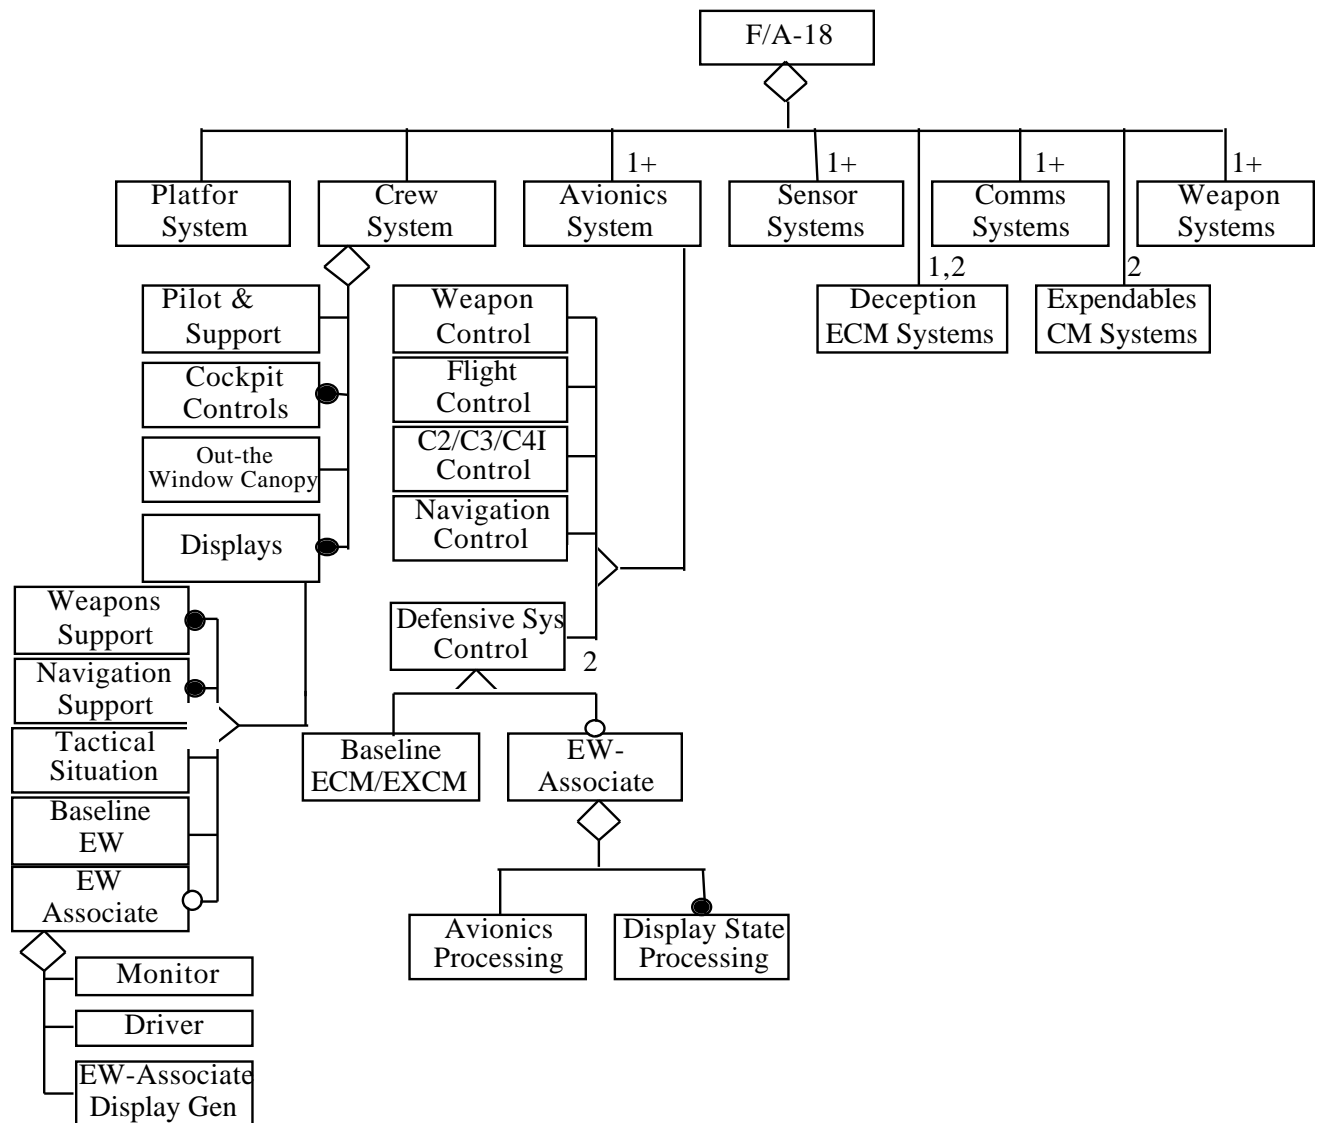 F/A-18
1+
1+
1+
1+
Platfor
System
Crew
System
Avionics
System
Sensor
Systems
Comms
Systems
Weapon
Systems
1,2
2
Deception
ECM Systems
Expendables
CM Systems
Pilot &
Support
Cockpit
Controls
Out-the
Window Canopy
Displays
Weapon
Control
Flight
Control
C2/C3/C4I
Control
Navigation
Control
Defensive Sys
Control
2
Weapons
Support
Navigation
Support
Tactical
Situation
Baseline
EW
EW
Associate
Baseline
ECM/EXCM
EW-
Associate
Avionics
Processing
Display State
Processing
Monitor
Driver
EW-Associate
Display Gen